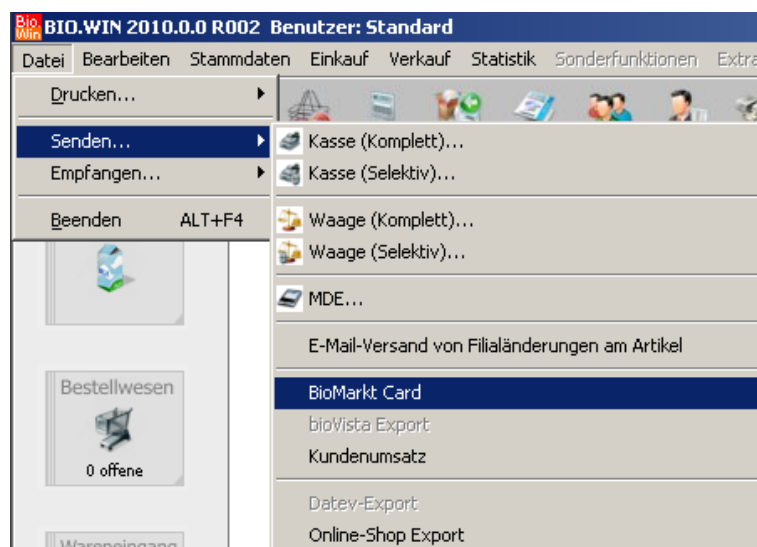 Bio. Win BIO.WIN 2010.0.0 R002 Benutzer: Standard
Datei Bearbeiten Stammdaten Einkauf Verkauf Statistik Sonderfunktionen Extra
Drucken...
Senden...
Empfangen...
Beenden ALT+F4
Kasse (Komplett)...
Kasse (Selektiv)...
Waage (Komplett)...
Waage (Selektiv)...
MDE...
E-Mail-Versand von Filialänderungen am Artikel
BioMarkt Card
bioVista Export
Kundenumsatz
Datev-Export
Online-Shop Export
Bestellwesen
0 offene
Wareneingang